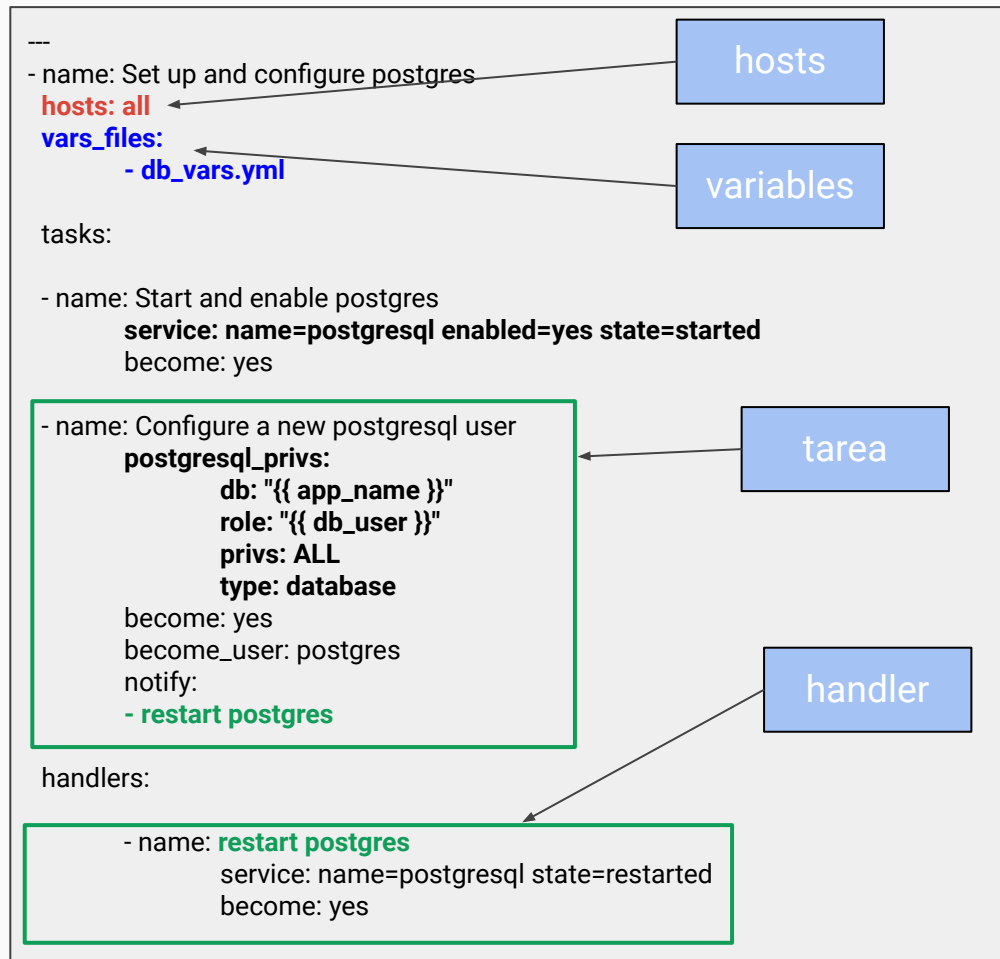 ---
- name: Set up and configure postgres
hosts: all
vars_files:
- db_vars.yml
tasks:
- name: Start and enable postgres
service: name=postgresql enabled=yes state=started
become: yes
- name: Configure a new postgresql user
postgresql_privs:
db: "{{ app_name }}"
role: "{{ db_user }}"
privs: ALL
type: database
become: yes
become_user: postgres
notify:
- restart postgres
handlers:
- name: restart postgres
service: name=postgresql state=restarted
become: yes
hosts
variables
tarea
handler